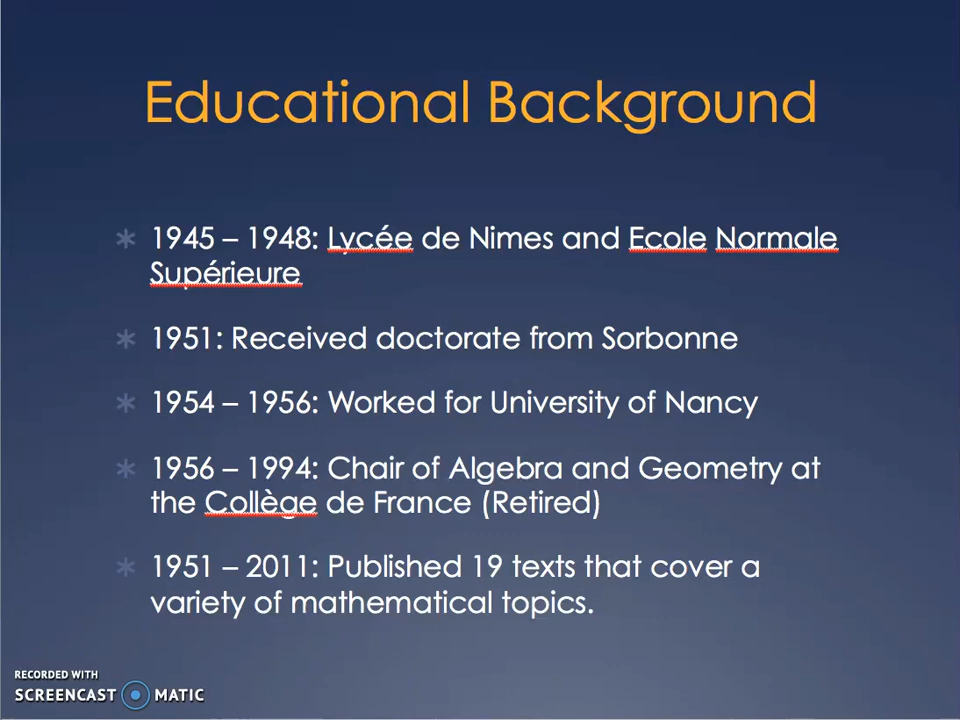 Educational Background
1945 – 1948: Lycée de Nimes and Ecole Normale
Supérieure
1951: Received doctorate from Sorbonne
1954 – 1956: Worked for University of Nancy
1956 – 1994: Chair of Algebra and Geometry at
the Collège de France (Retired)
1951 – 2011: Published 19 texts that cover a
variety of mathematical topics.
RECORDED WITH
SCREENCAST MATIC